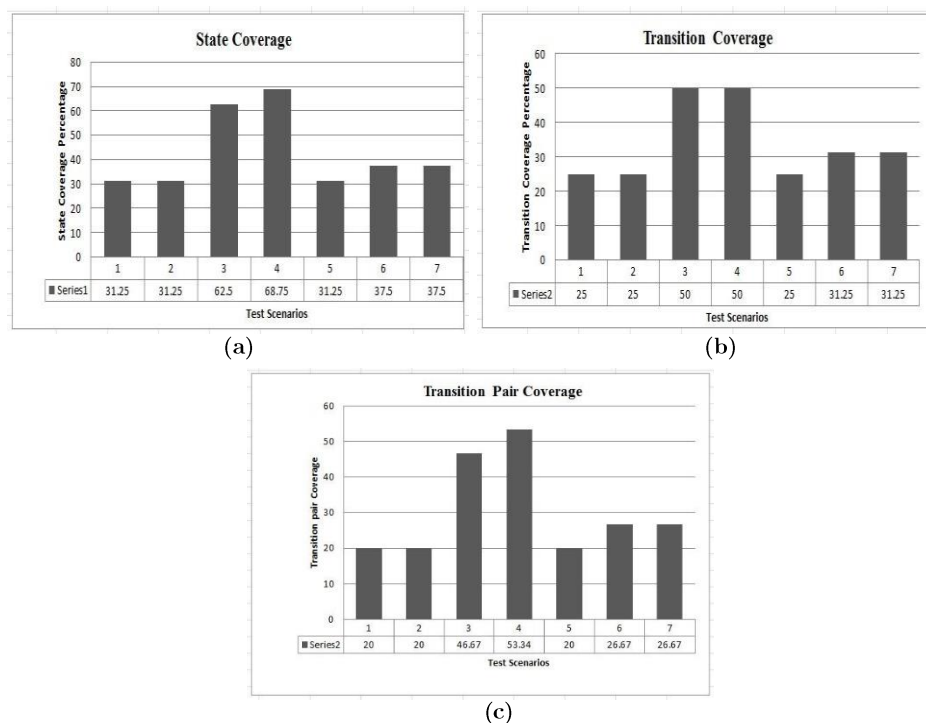 State Coverage
State Coverage Percentage
80
70
60
50
40
30
20
10
0
1 2 3 4 5 6 7
Series1 31.25 31.25 62.5 68.75 31.25 37.5 37.5
Test Scenarios
(a)
Transition Coverage
Transition Coverage Percentage
60
50
40
30
20
10
0
1 2 3 4 5 6 7
Series2 25 25 50 50 25 31.25 31.25
Test Scenarios
(b)
Transition Pair Coverage
Transition pair Coverage
60
50
40
30
20
10
0
1 2 3 4 5 6 7
Series2 20 20 46.67 53.34 20 26.67 26.67
Test Scenarios
(c)